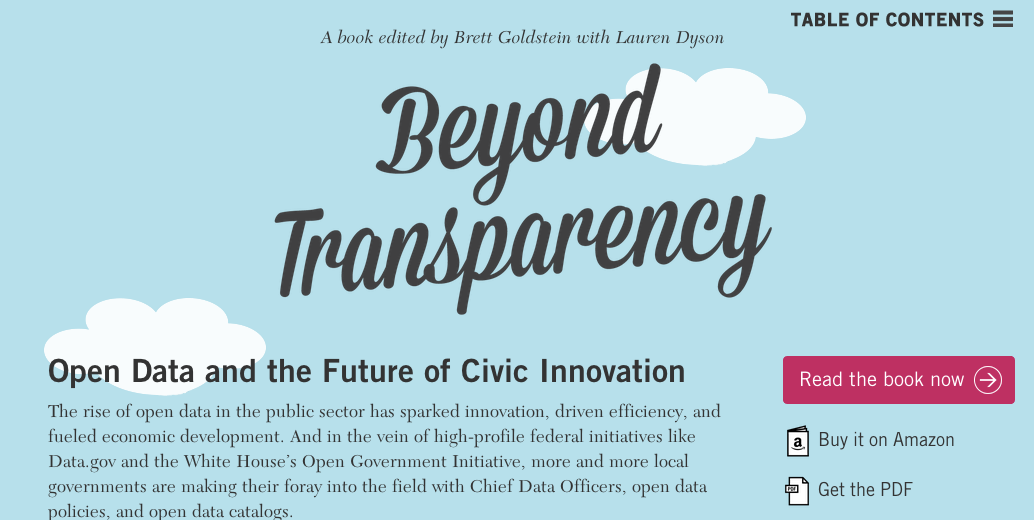 TABLE OF CONTENTS
A book edited by Brett Goldstein with Lauren Dyson
Beyond
Transparency
Open Data and the Future of Civic Innovation
The rise of open data in the public sector has sparked innovation, driven efficiency, and
fueled economic development. And in the vein of high-profile federal initiatives like
Data.gov and the White House’s Open Government Initiative, more and more local
governments are making their foray into the field with Chief Data Officers, open data
policies, and open data catalogs.
Read the book now
a
Buy it on Amazon
PDF
Get the PDF